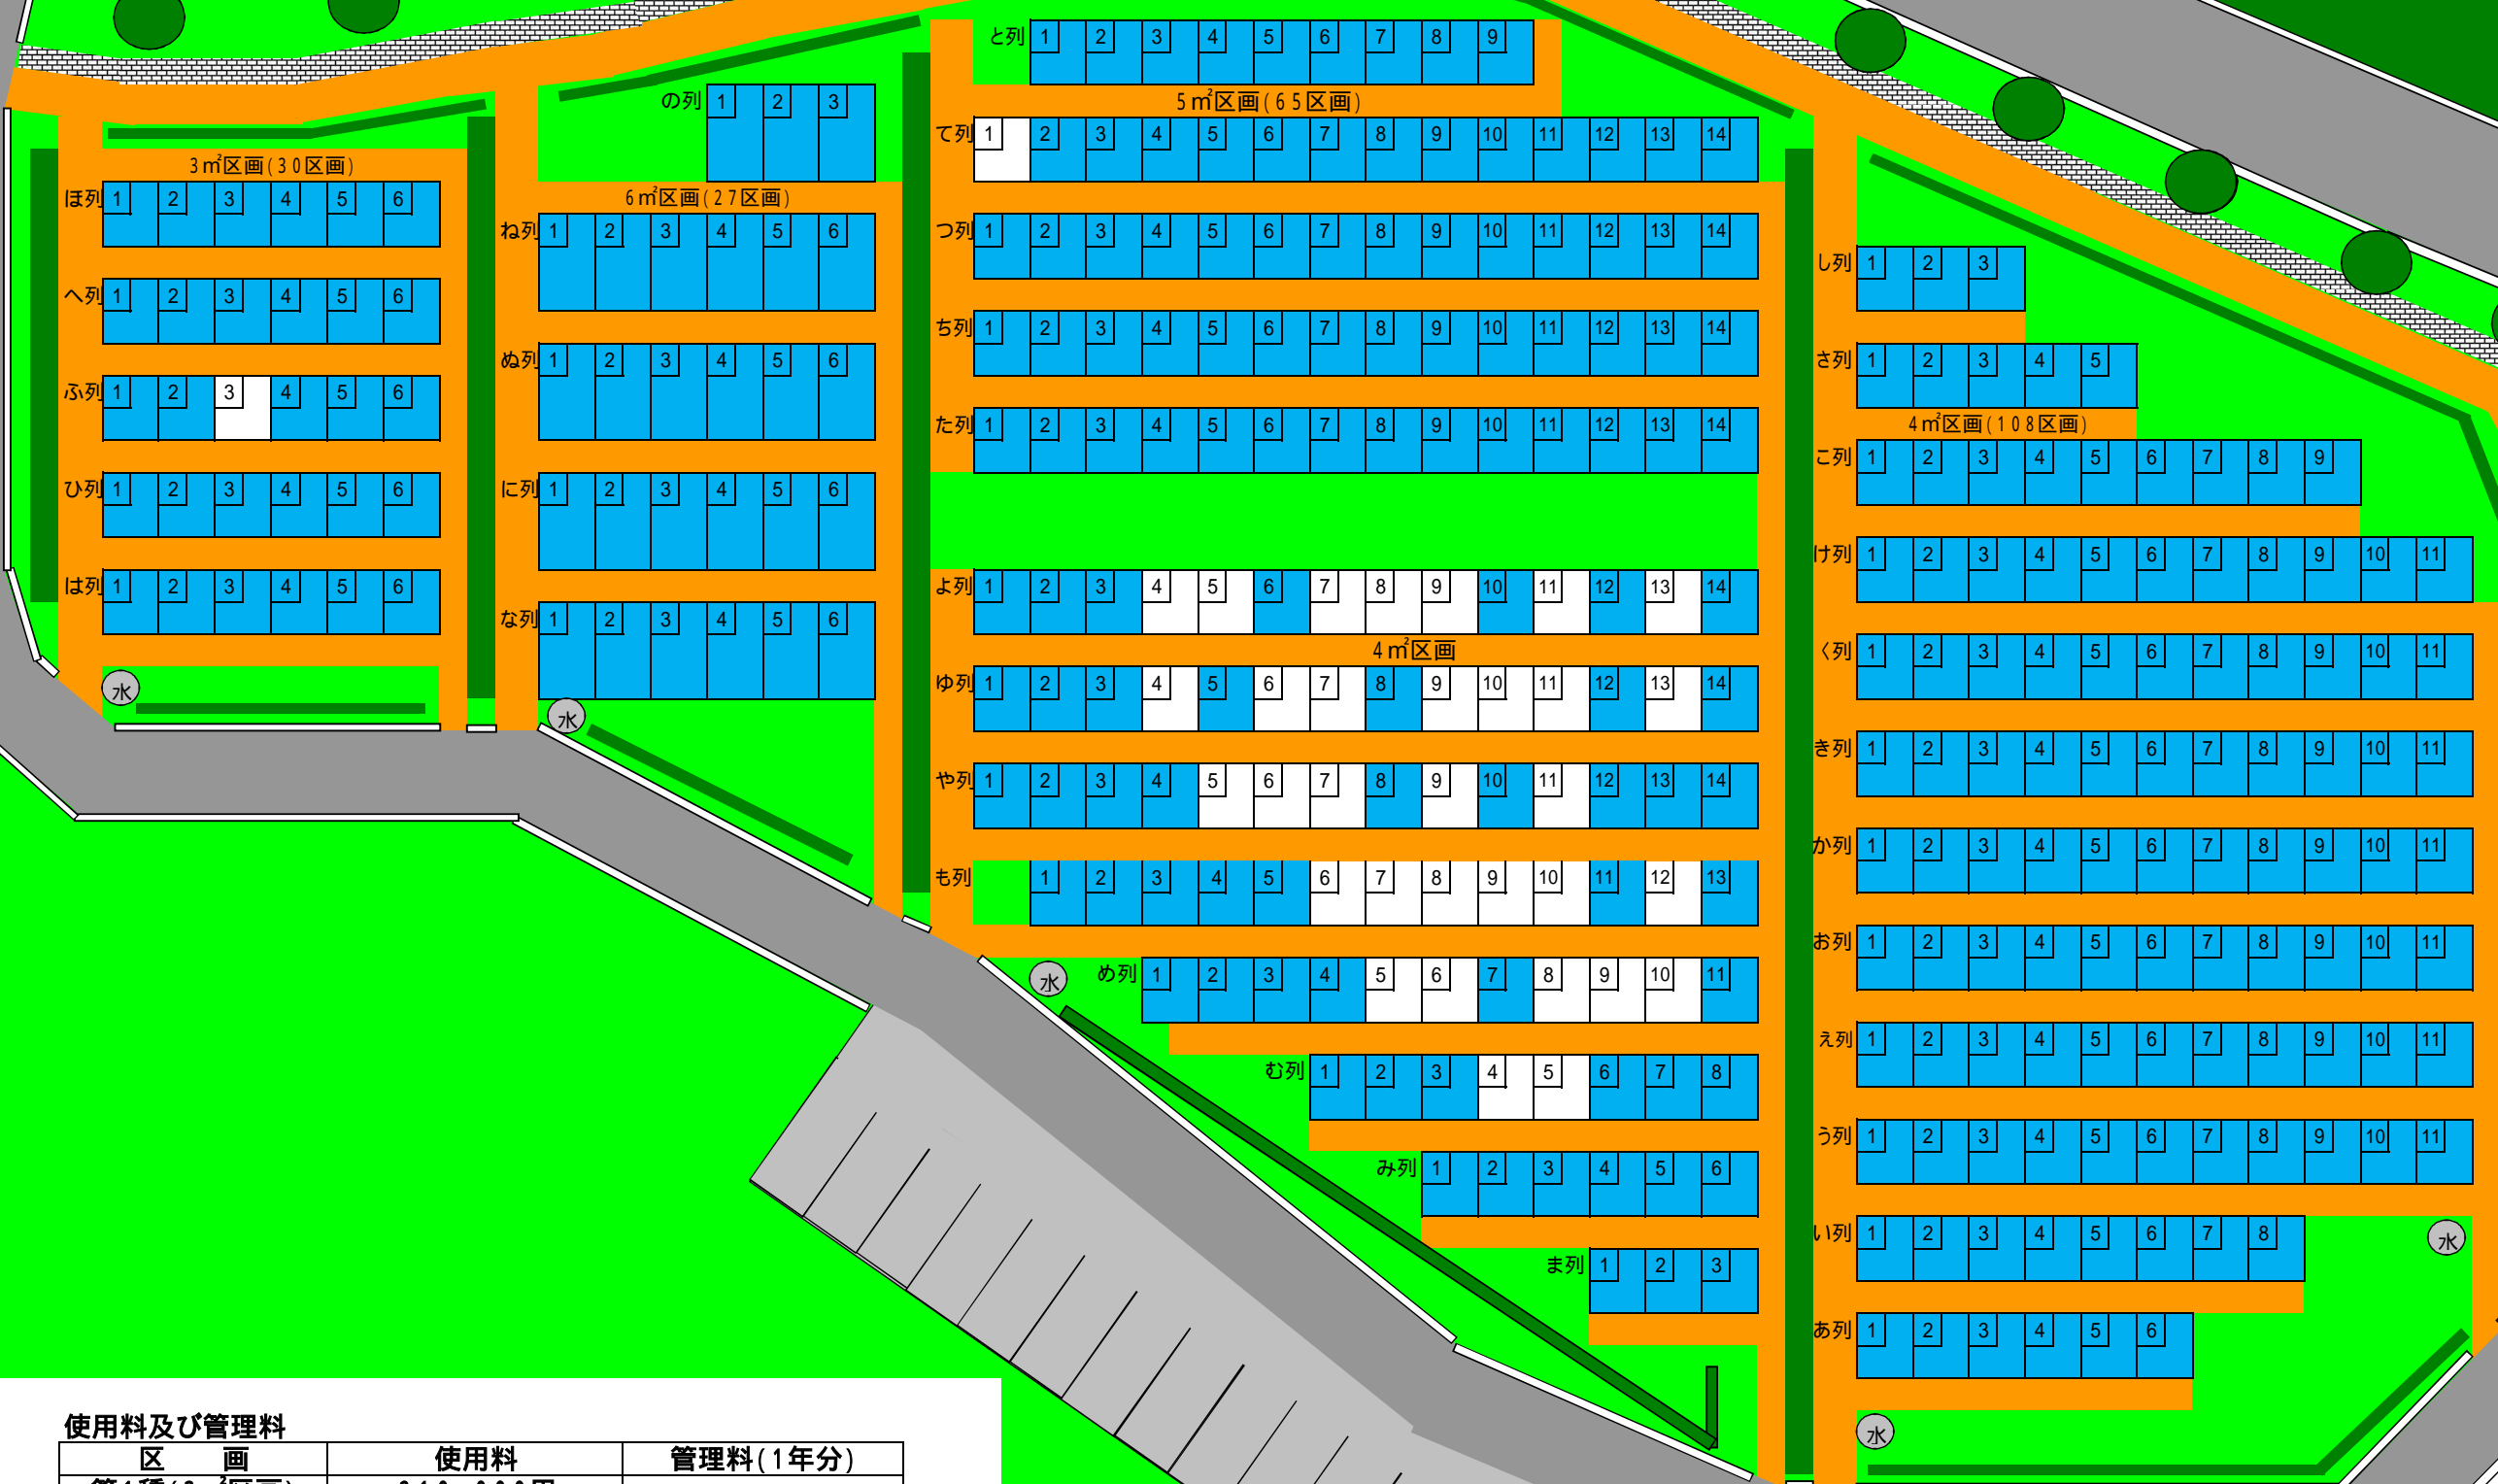 3㎡区画(30区画)
ほ列 1 2 3 4 5 6
へ列 1 2 3 4 5 6
ふ列 1 2 3 4 5 6
ひ列 1 2 3 4 5 6
は列 1 2 3 4 5 6
水
の列 1 2 3
6㎡区画(27区画)
ね列 1 2 3 4 5 6
ぬ列 1 2 3 4 5 6
に列 1 2 3 4 5 6
な列 1 2 3 4 5 6
水
と列 1 2 3 4 5 6 7 8 9
5㎡区画(65区画)
て列 1 2 3 4 5 6 7 8 9 10 11 12 13 14
つ列 1 2 3 4 5 6 7 8 9 10 11 12 13 14
ち列 1 2 3 4 5 6 7 8 9 10 11 12 13 14
た列 1 2 3 4 5 6 7 8 9 10 11 12 13 14
よ列 1 2 3 4 5 6 7 8 9 10 11 12 13 14
4㎡区画
ゆ列 1 2 3 4 5 6 7 8 9 10 11 12 13 14
や列 1 2 3 4 5 6 7 8 9 10 11 12 13 14
も列 1 2 3 4 5 6 7 8 9 10 11 12 13
水
め列 1 2 3 4 5 6 7 8 9 10 11
む列 1 2 3 4 5 6 7 8
み列 1 2 3 4 5 6
ま列 1 2 3
し列 1 2 3
さ列 1 2 3 4 5
4㎡区画(108区画)
こ列 1 2 3 4 5 6 7 8 9
け列 1 2 3 4 5 6 7 8 9 10 11
く列 1 2 3 4 5 6 7 8 9 10 11
き列 1 2 3 4 5 6 7 8 9 10 11
か列 1 2 3 4 5 6 7 8 9 10 11
お列 1 2 3 4 5 6 7 8 9 10 11
え列 1 2 3 4 5 6 7 8 9 10 11
う列 1 2 3 4 5 6 7 8 9 10 11
い列 1 2 3 4 5 6 7 8
水
あ列 1 2 3 4 5 6
水
使用料及び管理料
区 画 使用料 管理料(1年分)